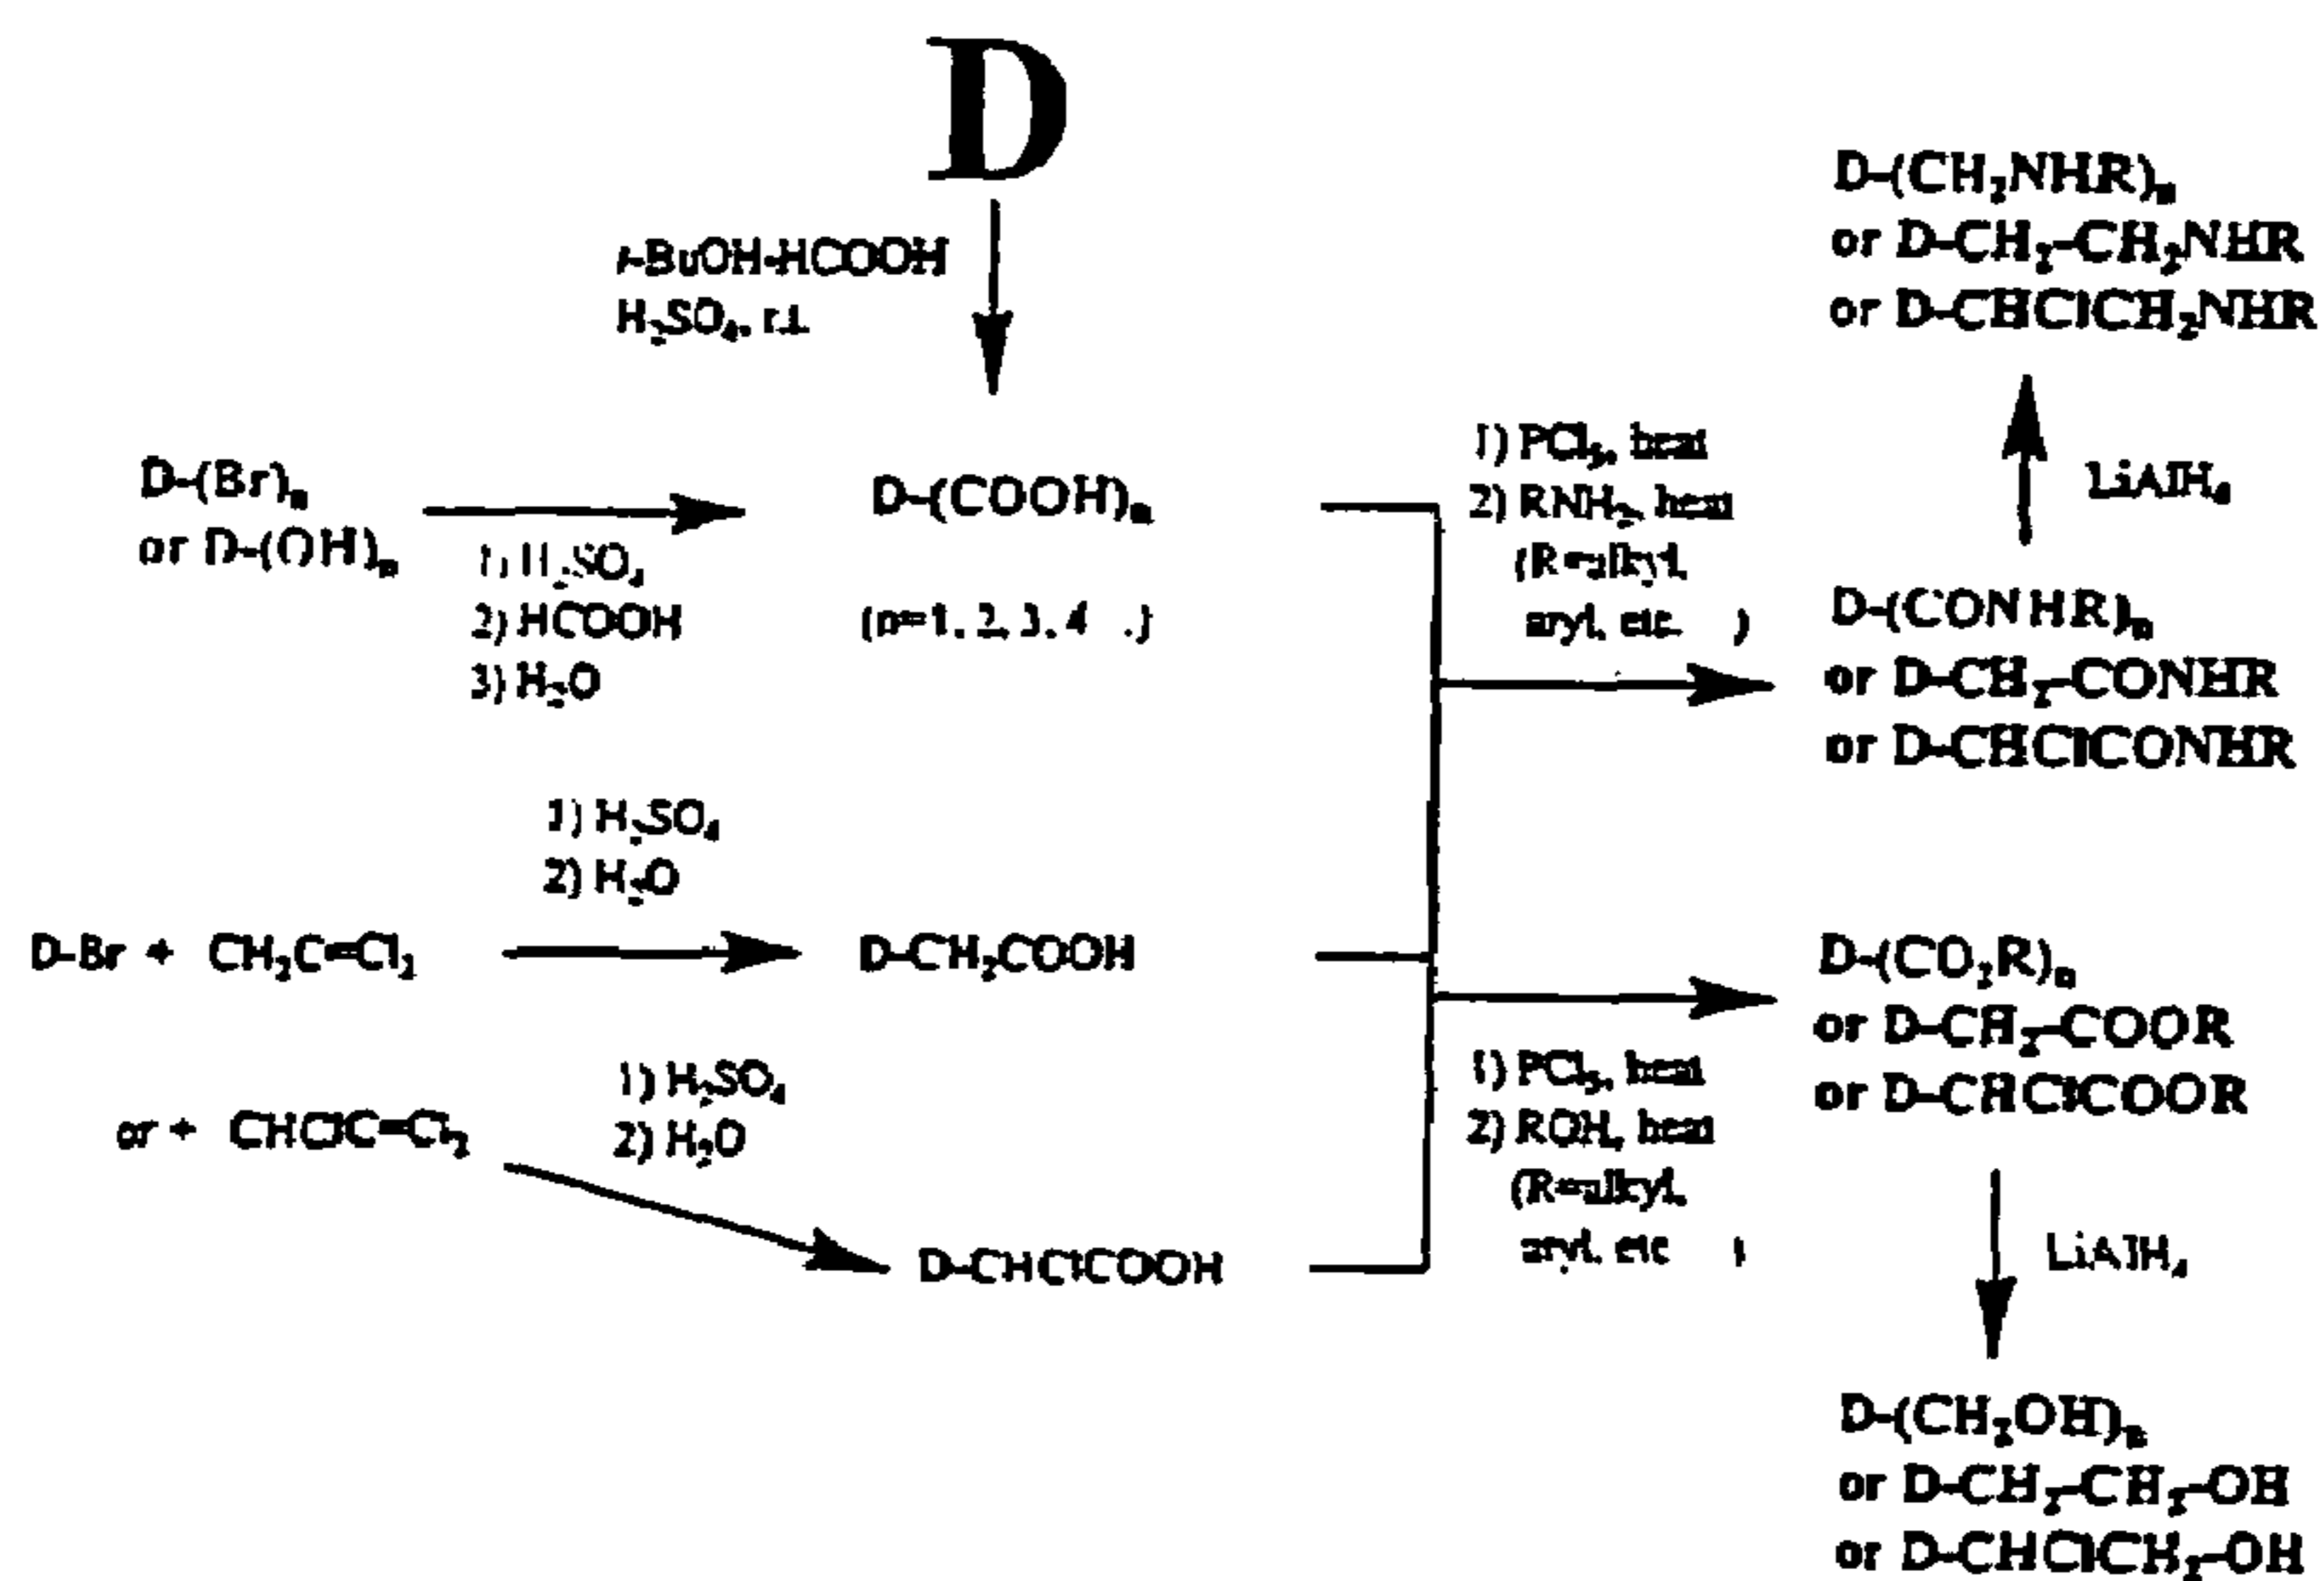 D
t-BuOH-HCOOH
H₂SO₄, r.t.
D-(CH₂NHR)ₙ
or D-CH₂-CH₂NHR
or D-CHClCH₂NHR
LiAlH₄
D-(Br)ₙ
or D-(OH)ₙ
1) H₂SO₄
2) HCOOH
3) H₂O
D-(COOH)ₙ
(n=1, 2, 3, 4 ..)
1) PCl₅, heat
2) RNH₂, heat
(R=alkyl,
aryl, etc. )
D-(CONHR)ₙ
or D-CH₂-CONHR
or D-CHClCONHR
1) H₂SO₄
2) H₂O
D-Br + CH₂C=Cl₂
D-CH₂COOH
or + CHClC=Cl₂
1) H₂SO₄
2) H₂O
D-CHClCOOH
1) PCl₅, heat
2) ROH, heat
(R=alkyl,
aryl, etc )
D-(CO₂R)ₙ
or D-CH₂-COOR
or D-CHClCOOR
LiAlH₄
D-(CH₂OH)ₙ
or D-CH₂-CH₂-OH
or D-CHClCH₂-OH